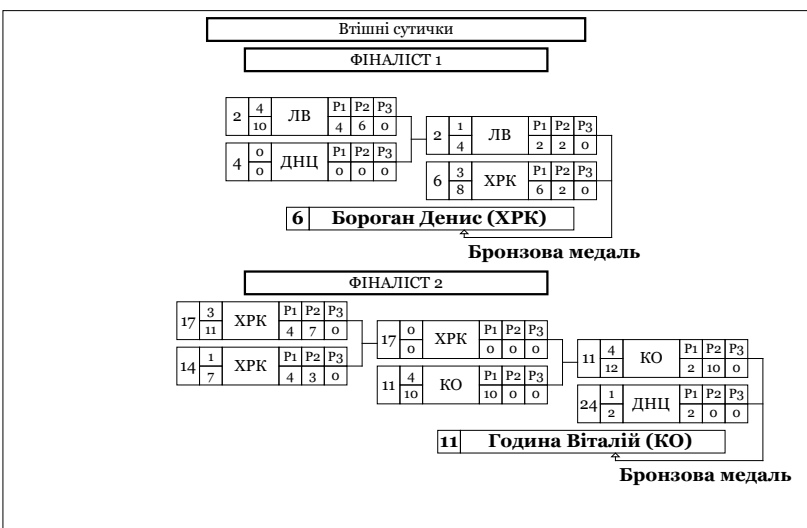 Втішні сутички
ФІНАЛІСТ 1
2 4 10 ЛВ Р1 Р2 Р3 4 6 0
4 0 0 ДНЦ Р1 Р2 Р3 0 0 0
2 1 4 ЛВ Р1 Р2 Р3 2 2 0
6 3 8 ХРК Р1 Р2 Р3 6 2 0
6 Бороган Денис (ХРК)
Бронзова медаль
ФІНАЛІСТ 2
17 3 11 ХРК Р1 Р2 Р3 4 7 0
14 1 7 ХРК Р1 Р2 Р3 4 3 0
17 0 0 ХРК Р1 Р2 Р3 0 0 0
11 4 10 КО Р1 Р2 Р3 10 0 0
11 4 12 КО Р1 Р2 Р3 2 10 0
24 1 2 ДНЦ Р1 Р2 Р3 2 0 0
11 Година Віталій (КО)
Бронзова медаль